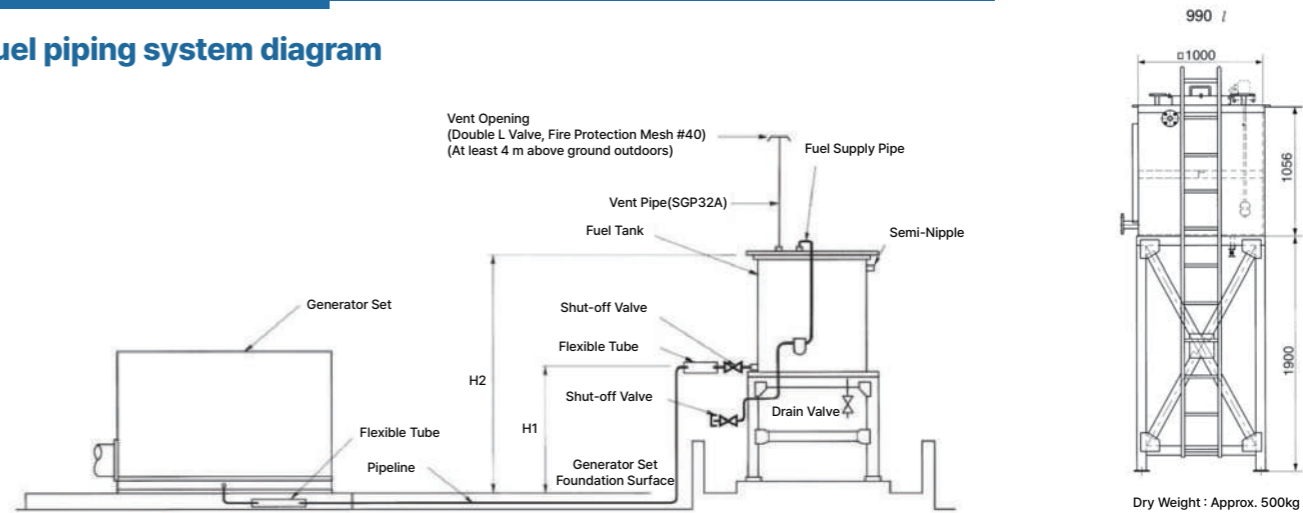 uel piping system diagram
Vent Opening
(Double L Valve, Fire Protection Mesh #40)
(At least 4 m above ground outdoors)
Fuel Supply Pipe
Vent Pipe(SGP32A)
Fuel Tank
Semi-Nipple
Generator Set
Shut-off Valve
Flexible Tube
H2
Shut-off Valve
Drain Valve
H1
Flexible Tube
Pipeline
Generator Set
Foundation Surface
990 l
□1000
1056
1900
Dry Weight : Approx. 500kg